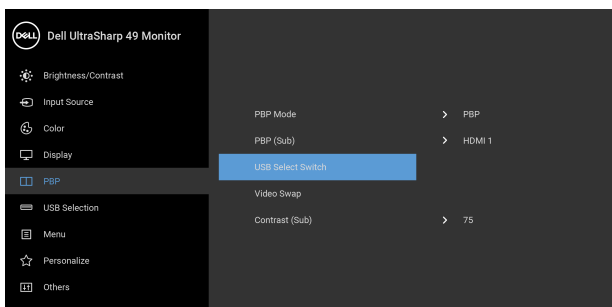 DELL Dell UltraSharp 49 Monitor
Brightness/Contrast
Input Source
Color
Display
PBP
USB Selection
Menu
Personalize
Others
PBP Mode > PBP
PBP (Sub) > HDMI 1
USB Select Switch
Video Swap
Contrast (Sub) > 75